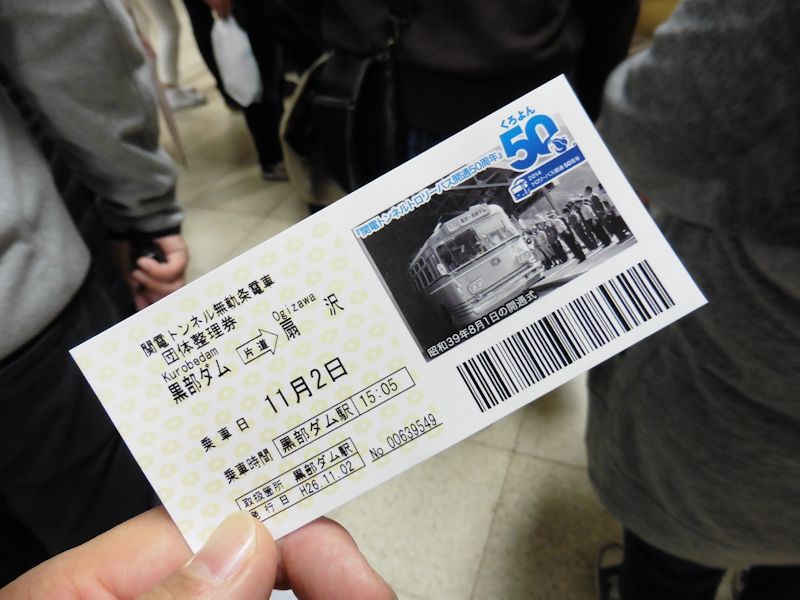 関電トンネル無軌条電車
団体整理券
Kurobedam Ogizawa
黒部ダム 片道 扇沢
乗車日 11月2日
乗車時間 黒部ダム駅 15:05
取扱箇所 黒部ダム駅
発行日 H26.11.02
No 00639549
くろよん
50
2014
トロリーバス開通50周年
『関電トンネルトロリーバス開通50周年』
昭和39年8月1日の開通式